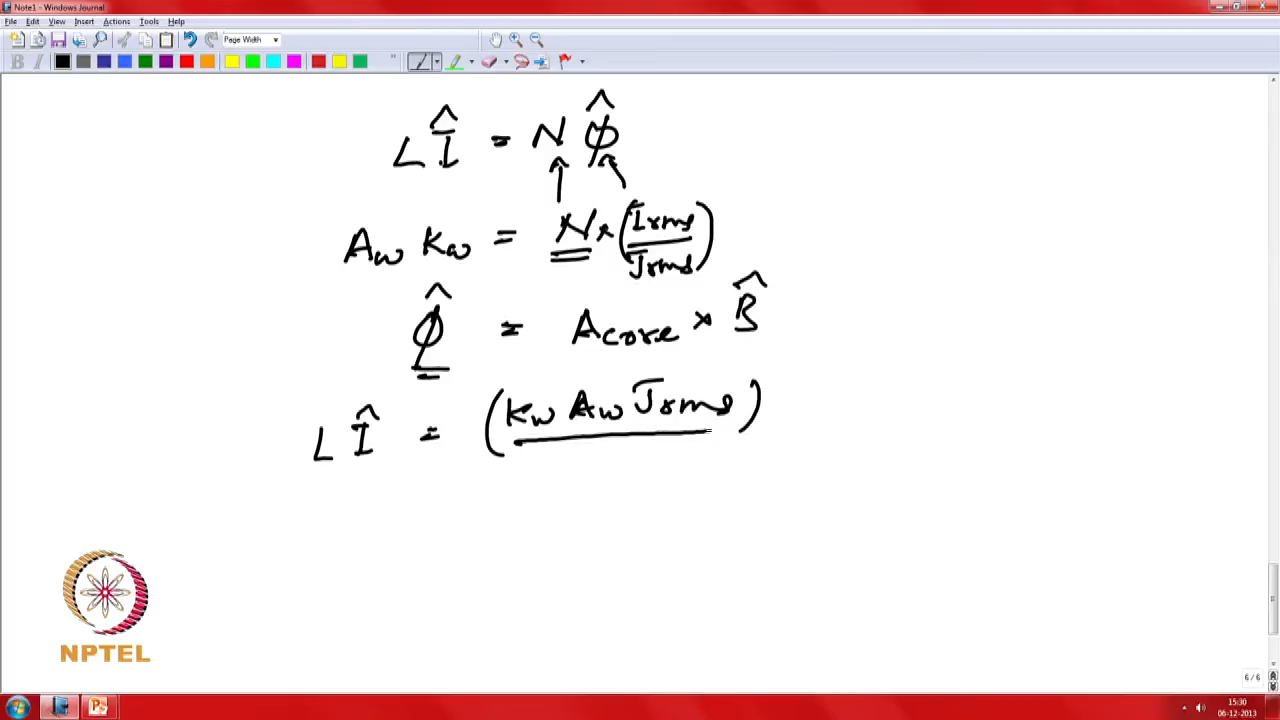 Note1 - Windows Journal
File Edit View Insert Actions Tools Help
Page Width
L Î = N ϕ̂
Aw Kw = N × (Irms / Jrms)
ϕ̂ = Acore × B̂
L Î = (Kw Aw Jrms)
NPTEL
6 / 6
15:30
06-12-2013